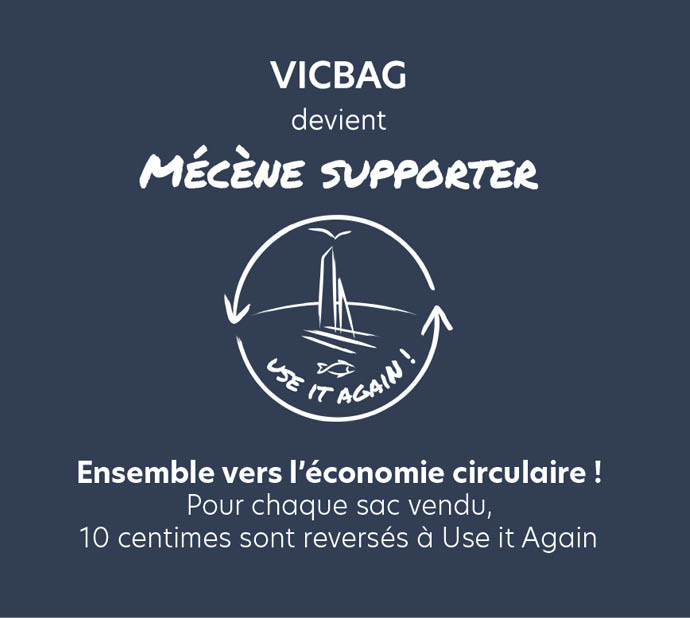 VICBAG
devient
MÉCÈNE SUPPORTER
USE IT AGAIN !
Ensemble vers l'économie circulaire !
Pour chaque sac vendu,
10 centimes sont reversés à Use it Again